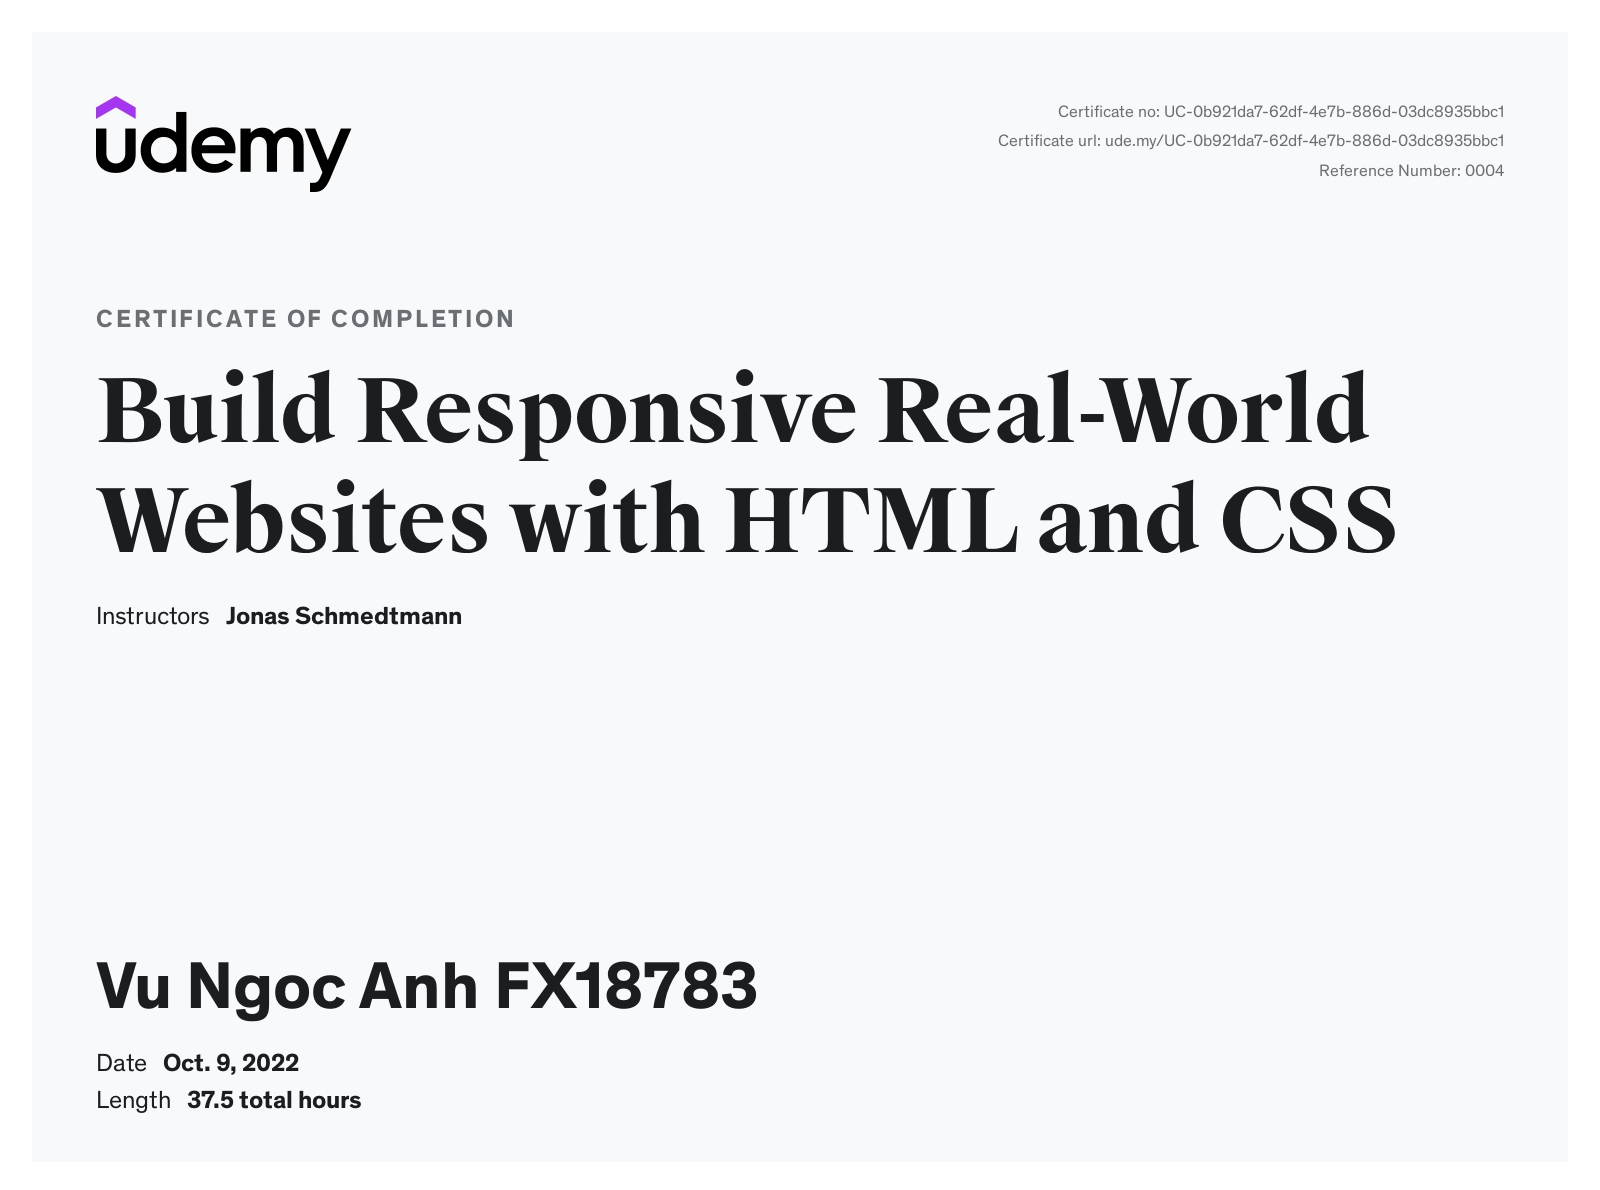 udemy
Certificate no: UC-0b921da7-62df-4e7b-886d-03dc8935bbc1
Certificate url: ude.my/UC-0b921da7-62df-4e7b-886d-03dc8935bbc1
Reference Number: 0004
CERTIFICATE OF COMPLETION
Build Responsive Real-World
Websites with HTML and CSS
Instructors Jonas Schmedtmann
Vu Ngoc Anh FX18783
Date Oct. 9, 2022
Length 37.5 total hours